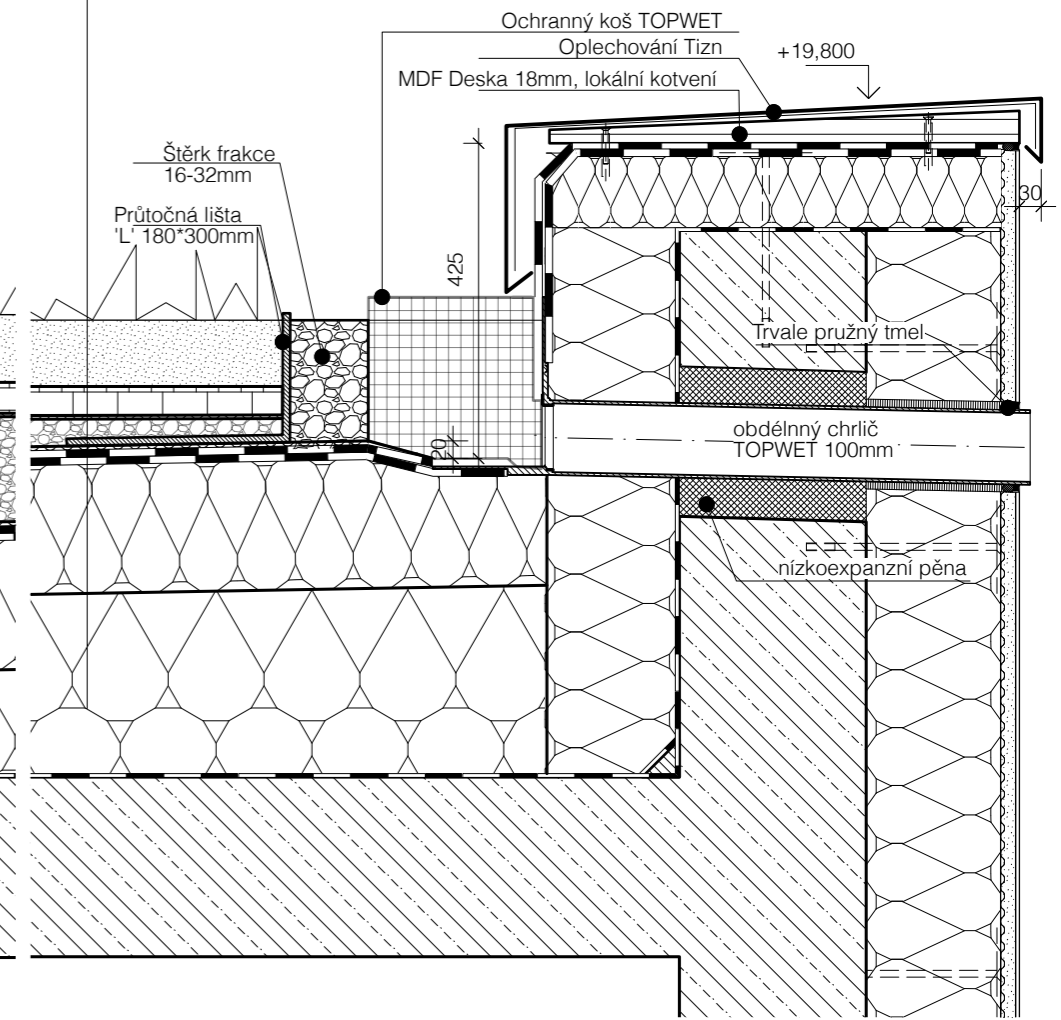 Ochranný koš TOPWET
Oplechování Tizn
+19,800
MDF Deska 18mm, lokální kotvení
Štěrk frakce
16-32mm
Průtočná lišta
'L' 180*300mm
30
425
Trvale pružný tmel
20
obdélnný chrlič
TOPWET 100mm
nízkoexpanzní pěna